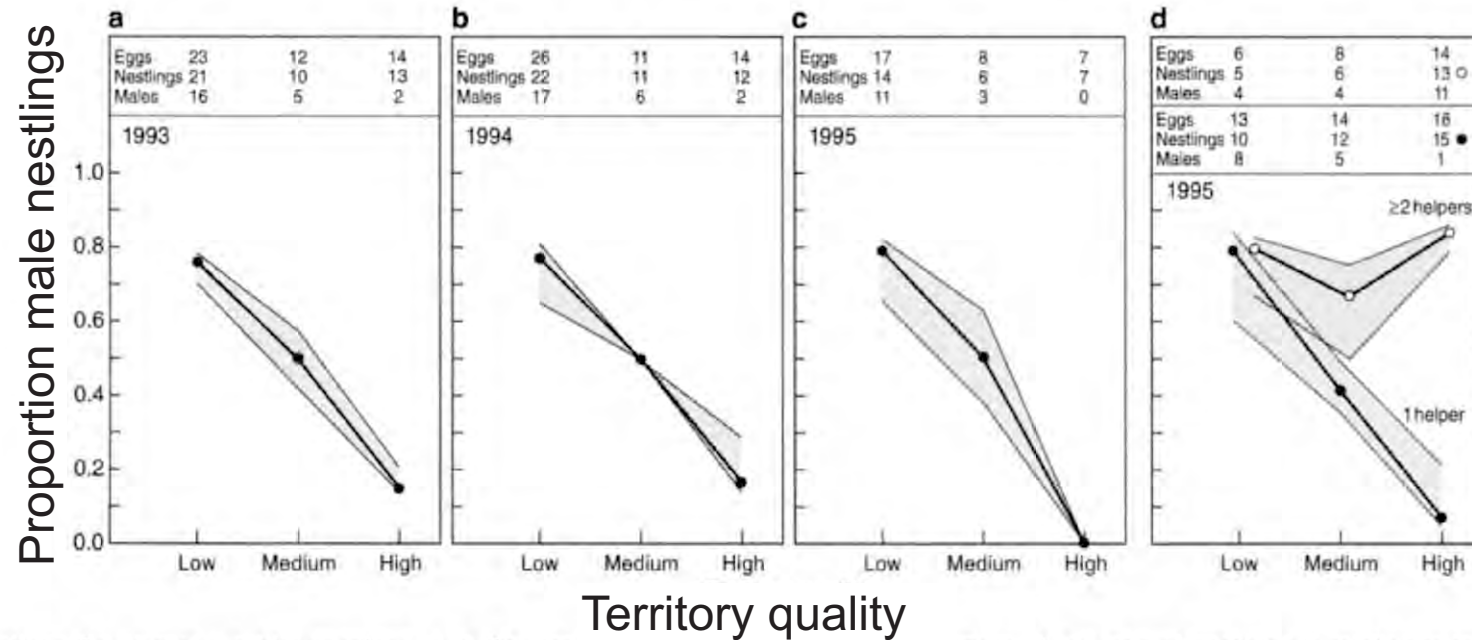 Proportion male nestlings
a
Eggs 23 12 14
Nestlings 21 10 13
Males 16 5 2
1993
1.0
0.8
0.6
0.4
0.2
0.0
Low Medium High
b
Eggs 26 11 14
Nestlings 22 11 12
Males 17 6 2
1994
Low Medium High
c
Eggs 17 8 7
Nestlings 14 6 7
Males 11 3 0
1995
Low Medium High
d
Eggs 6 8 14
Nestlings 5 6 13
Males 4 4 11
Eggs 13 14 16
Nestlings 10 12 15
Males 8 5 1
1995
≥2 helpers
1 helper
Low Medium High
Territory quality